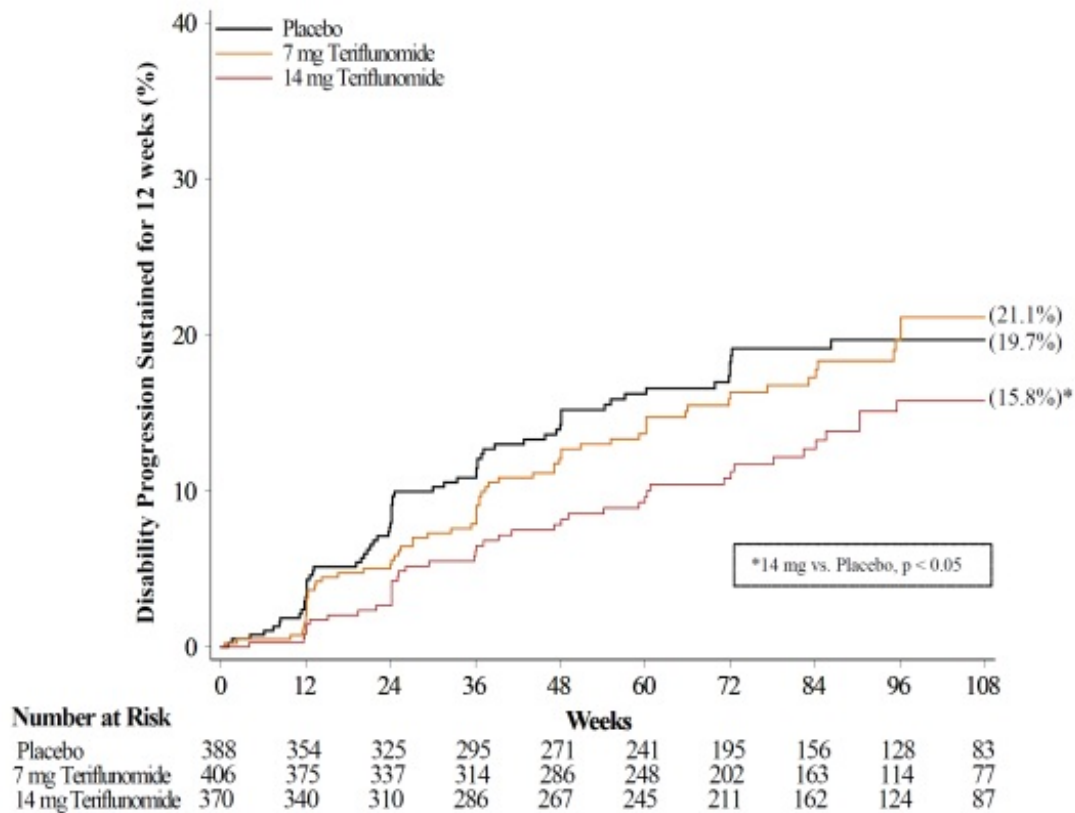 Placebo
7 mg Teriflunomide
14 mg Teriflunomide
Disability Progression Sustained for 12 weeks (%)
40
30
20
10
0
(21.1%)
(19.7%)
(15.8%)*
*14 mg vs. Placebo, p < 0.05
0 12 24 36 48 60 72 84 96 108
Number at Risk
Weeks
Placebo 388 354 325 295 271 241 195 156 128 83
7 mg Teriflunomide 406 375 337 314 286 248 202 163 114 77
14 mg Teriflunomide 370 340 310 286 267 245 211 162 124 87